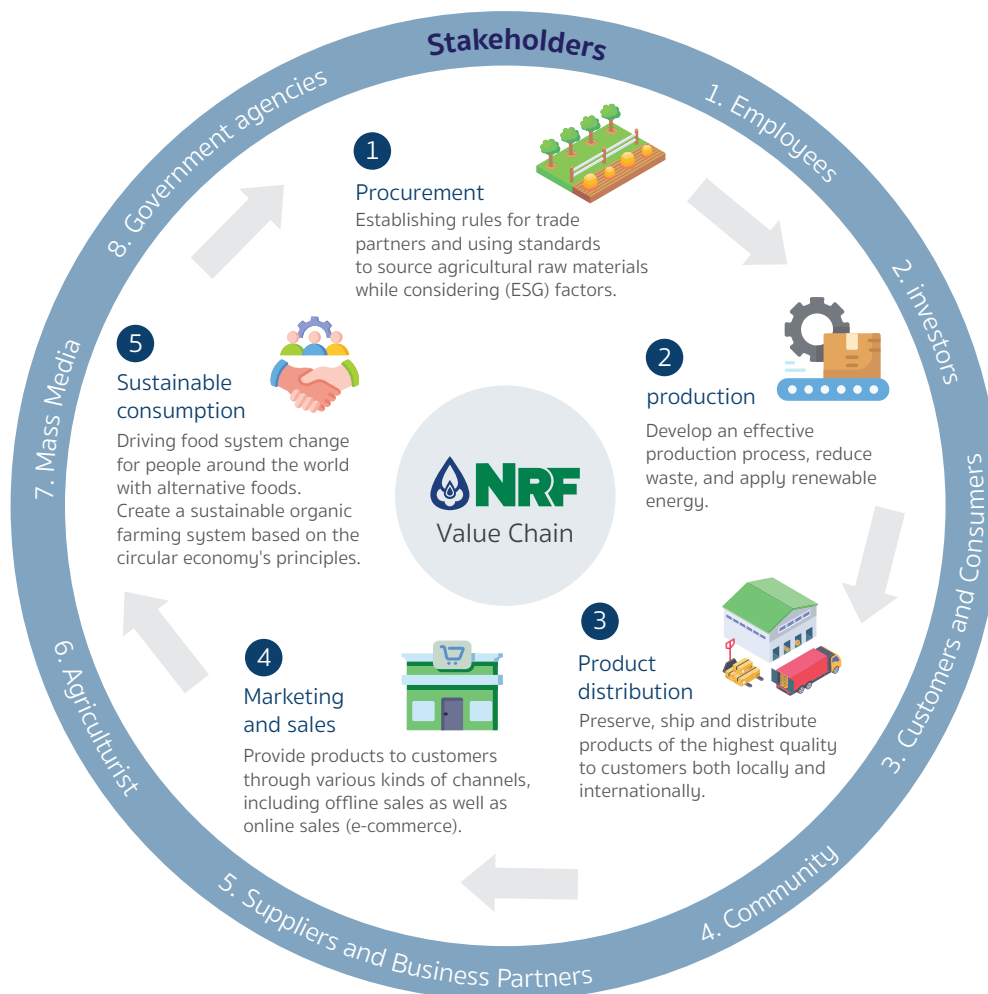 Stakeholders
1. Employees
2. investors
3. Customers and Consumers
4. Community
5. Suppliers and Business Partners
6. Agriculturist
7. Mass Media
8. Government agencies
1
Procurement
Establishing rules for trade
partners and using standards
to source agricultural raw materials
while considering (ESG) factors.
2
production
Develop an effective
production process, reduce
waste, and apply renewable
energy.
3
Product
distribution
Preserve, ship and distribute
products of the highest quality
to customers both locally and
internationally.
4
Marketing
and sales
Provide products to customers
through various kinds of channels,
including offline sales as well as
online sales (e-commerce).
5
Sustainable
consumption
Driving food system change
for people around the world
with alternative foods.
Create a sustainable organic
farming system based on the
circular economy's principles.
NRF
Value Chain